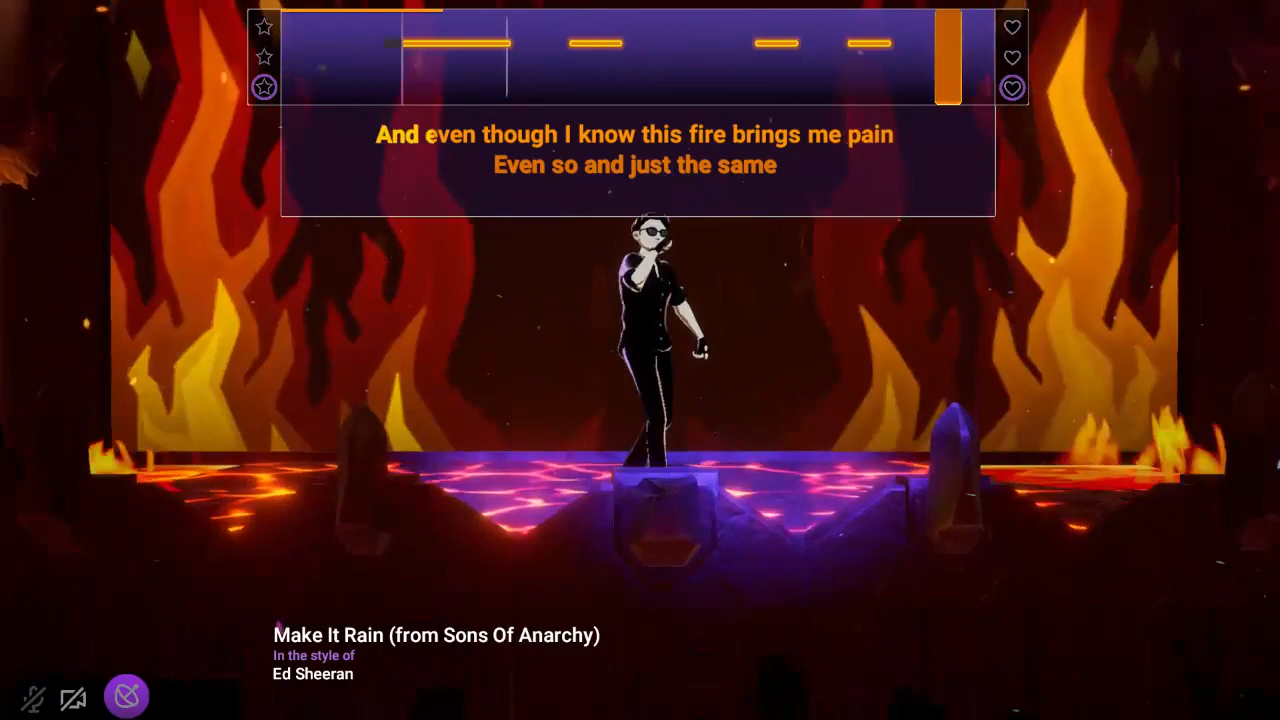 And even though I know this fire brings me pain
Even so and just the same
Make It Rain (from Sons Of Anarchy)
In the style of
Ed Sheeran